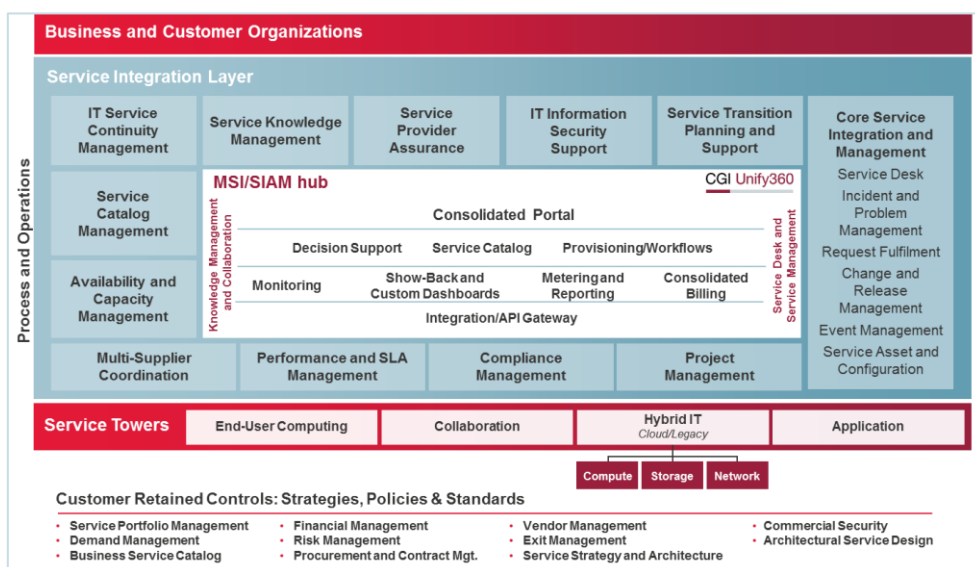 Business and Customer Organizations
Process and Operations
Service Integration Layer
IT Service
Continuity
Management
Service Knowledge
Management
Service
Provider
Assurance
IT Information
Security
Support
Service Transition
Planning and
Support
Core Service
Integration and
Management
Service Desk
Incident and
Problem
Management
Request Fulfilment
Change and
Release
Management
Event Management
Service Asset and
Configuration
Service
Catalog
Management
Availability and
Capacity
Management
MSI/SIAM hub
CGI Unify360
Knowledge Management
and Collaboration
Consolidated Portal
Decision Support
Service Catalog
Provisioning/Workflows
Monitoring
Show-Back and
Custom Dashboards
Metering and
Reporting
Consolidated
Billing
Integration/API Gateway
Service Desk and
Service Management
Multi-Supplier
Coordination
Performance and SLA
Management
Compliance
Management
Project
Management
Service Towers
End-User Computing
Collaboration
Hybrid IT
Cloud/Legacy
Application
Compute
Storage
Network
Customer Retained Controls: Strategies, Policies & Standards
• Service Portfolio Management
• Demand Management
• Business Service Catalog
• Financial Management
• Risk Management
• Procurement and Contract Mgt.
• Vendor Management
• Exit Management
• Service Strategy and Architecture
• Commercial Security
• Architectural Service Design